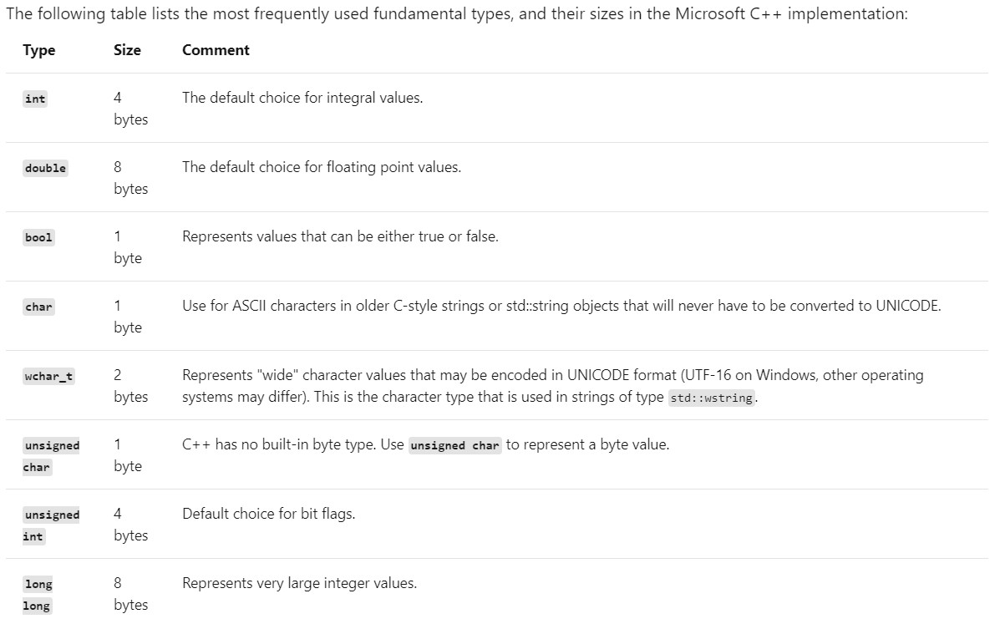 The following table lists the most frequently used fundamental types, and their sizes in the Microsoft C++ implementation:
Type Size Comment
int 4 bytes The default choice for integral values.
double 8 bytes The default choice for floating point values.
bool 1 byte Represents values that can be either true or false.
char 1 byte Use for ASCII characters in older C-style strings or std::string objects that will never have to be converted to UNICODE.
wchar_t 2 bytes Represents "wide" character values that may be encoded in UNICODE format (UTF-16 on Windows, other operating
systems may differ). This is the character type that is used in strings of type std::wstring.
unsigned char 1 byte C++ has no built-in byte type. Use unsigned char to represent a byte value.
unsigned int 4 bytes Default choice for bit flags.
long long 8 bytes Represents very large integer values.